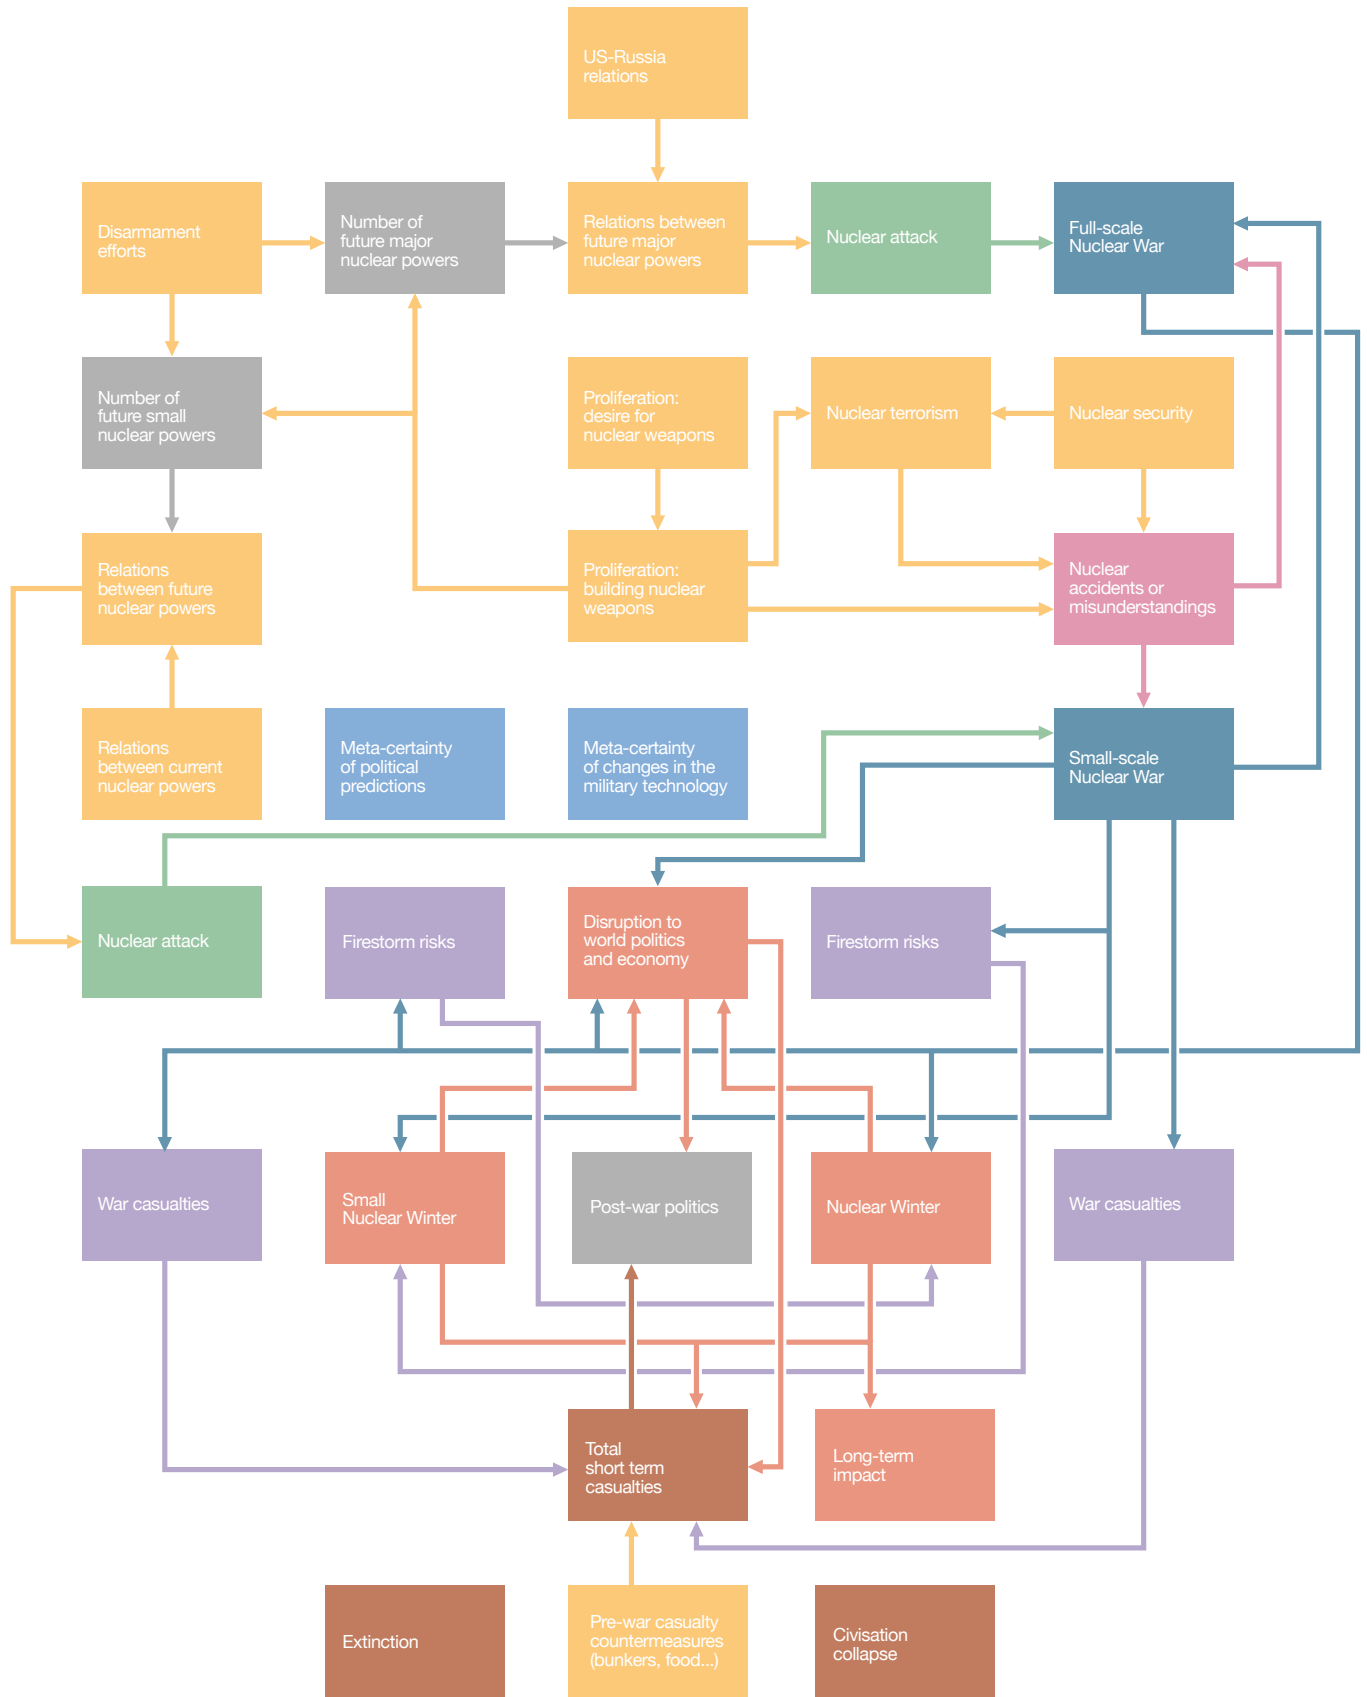 US-Russia
relations
Disarmament
efforts
Number of
future major
nuclear powers
Relations between
future major
nuclear powers
Nuclear attack
Full-scale
Nuclear War
Number of
future small
nuclear powers
Proliferation:
desire for
nuclear weapons
Nuclear terrorism
Nuclear security
Relations
between future
nuclear powers
Proliferation:
building nuclear
weapons
Nuclear
accidents or
misunderstandings
Relations
between current
nuclear powers
Meta-certainty
of political
predictions
Meta-certainty
of changes in the
military technology
Small-scale
Nuclear War
Nuclear attack
Firestorm risks
Disruption to
world politics
and economy
Firestorm risks
War casualties
Small
Nuclear Winter
Post-war politics
Nuclear Winter
War casualties
Total
short term
casualties
Long-term
impact
Extinction
Pre-war casualty
countermeasures
(bunkers, food...)
Civisation
collapse